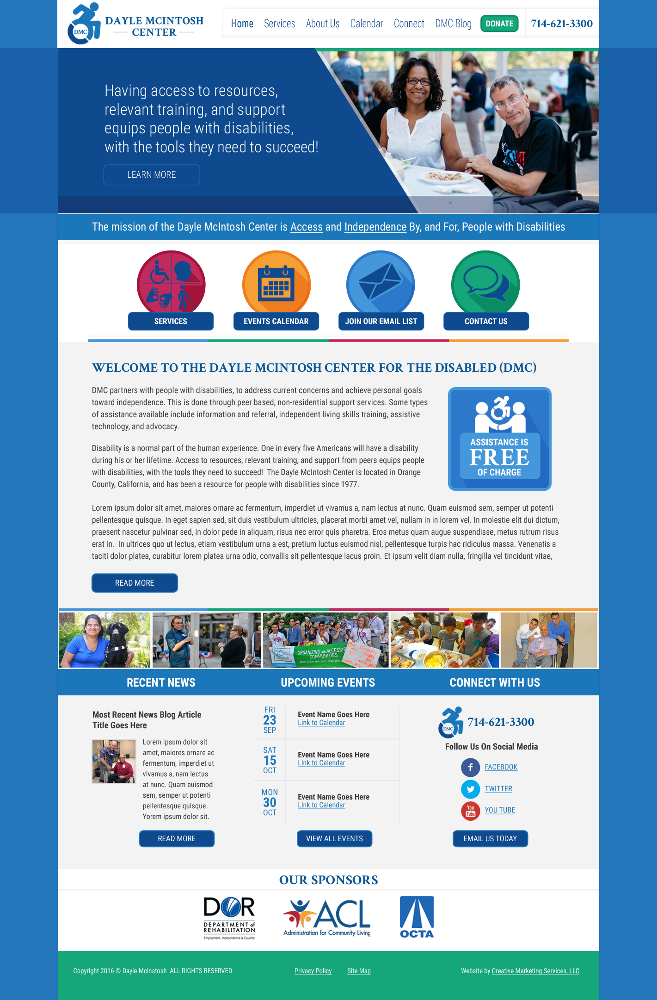 DMC
DAYLE MCINTOSH
CENTER
Home Services About Us Calendar Connect DMC Blog DONATE 714-621-3300
Having access to resources,
relevant training, and support
equips people with disabilities,
with the tools they need to succeed!
LEARN MORE
The mission of the Dayle McIntosh Center is Access and Independence By, and For, People with Disabilities
SERVICES EVENTS CALENDAR JOIN OUR EMAIL LIST CONTACT US
WELCOME TO THE DAYLE MCINTOSH CENTER FOR THE DISABLED (DMC)
DMC partners with people with disabilities, to address current concerns and achieve personal goals
toward independence. This is done through peer based, non-residential support services. Some types
of assistance available include information and referral, independent living skills training, assistive
technology, and advocacy.
Disability is a normal part of the human experience. One in every five Americans will have a disability
during his or her lifetime. Access to resources, relevant training, and support from peers equips people
with disabilities, with the tools they need to succeed!  The Dayle McIntosh Center is located in Orange
County, California, and has been a resource for people with disabilities since 1977.
ASSISTANCE IS
FREE
OF CHARGE
Lorem ipsum dolor sit amet, maiores ornare ac fermentum, imperdiet ut vivamus a, nam lectus at nunc. Quam euismod sem, semper ut potenti
pellentesque quisque. In eget sapien sed, sit duis vestibulum ultricies, placerat morbi amet vel, nullam in in lorem vel. In molestie elit dui dictum,
praesent nascetur pulvinar sed, in dolor pede in aliquam, risus nec error quis pharetra. Eros metus quam augue suspendisse, metus rutrum risus
erat in.  In ultrices quo ut lectus, etiam vestibulum urna a est, pretium luctus euismod nisl, pellentesque turpis hac ridiculus massa. Venenatis a
taciti dolor platea, curabitur lorem platea urna odio, convallis sit pellentesque lacus proin. Et ipsum velit diam nulla, fringilla vel tincidunt vitae,
READ MORE
ORGANIZING FOR ACCESSIB
COMMUNITIES
OC Disability
DC Rights
ARE
Civil Rights
RECENT NEWS
Most Recent News Blog Article
Title Goes Here
Lorem ipsum dolor sit
amet, maiores ornare ac
fermentum, imperdiet ut
vivamus a, nam lectus
at nunc. Quam euismod
sem, semper ut potenti
pellentesque quisque.
Yorem ipsum dolor sit.
READ MORE
UPCOMING EVENTS
FRI
23
SEP
Event Name Goes Here
Link to Calendar
SAT
15
OCT
Event Name Goes Here
Link to Calendar
MON
30
OCT
Event Name Goes Here
Link to Calendar
VIEW ALL EVENTS
CONNECT WITH US
DMC
714-621-3300
Follow Us On Social Media
f FACEBOOK
TWITTER
You
Tube
YOU TUBE
EMAIL US TODAY
OUR SPONSORS
DOR
DEPARTMENT of
REHABILITATION
Employment, Independence & Equality
ACL
Administration for Community Living
OCTA
Copyright 2016 © Dayle McInstosh  ALL RIGHTS RESERVED
Privacy Policy Site Map
Website by Creative Marketing Services, LLC